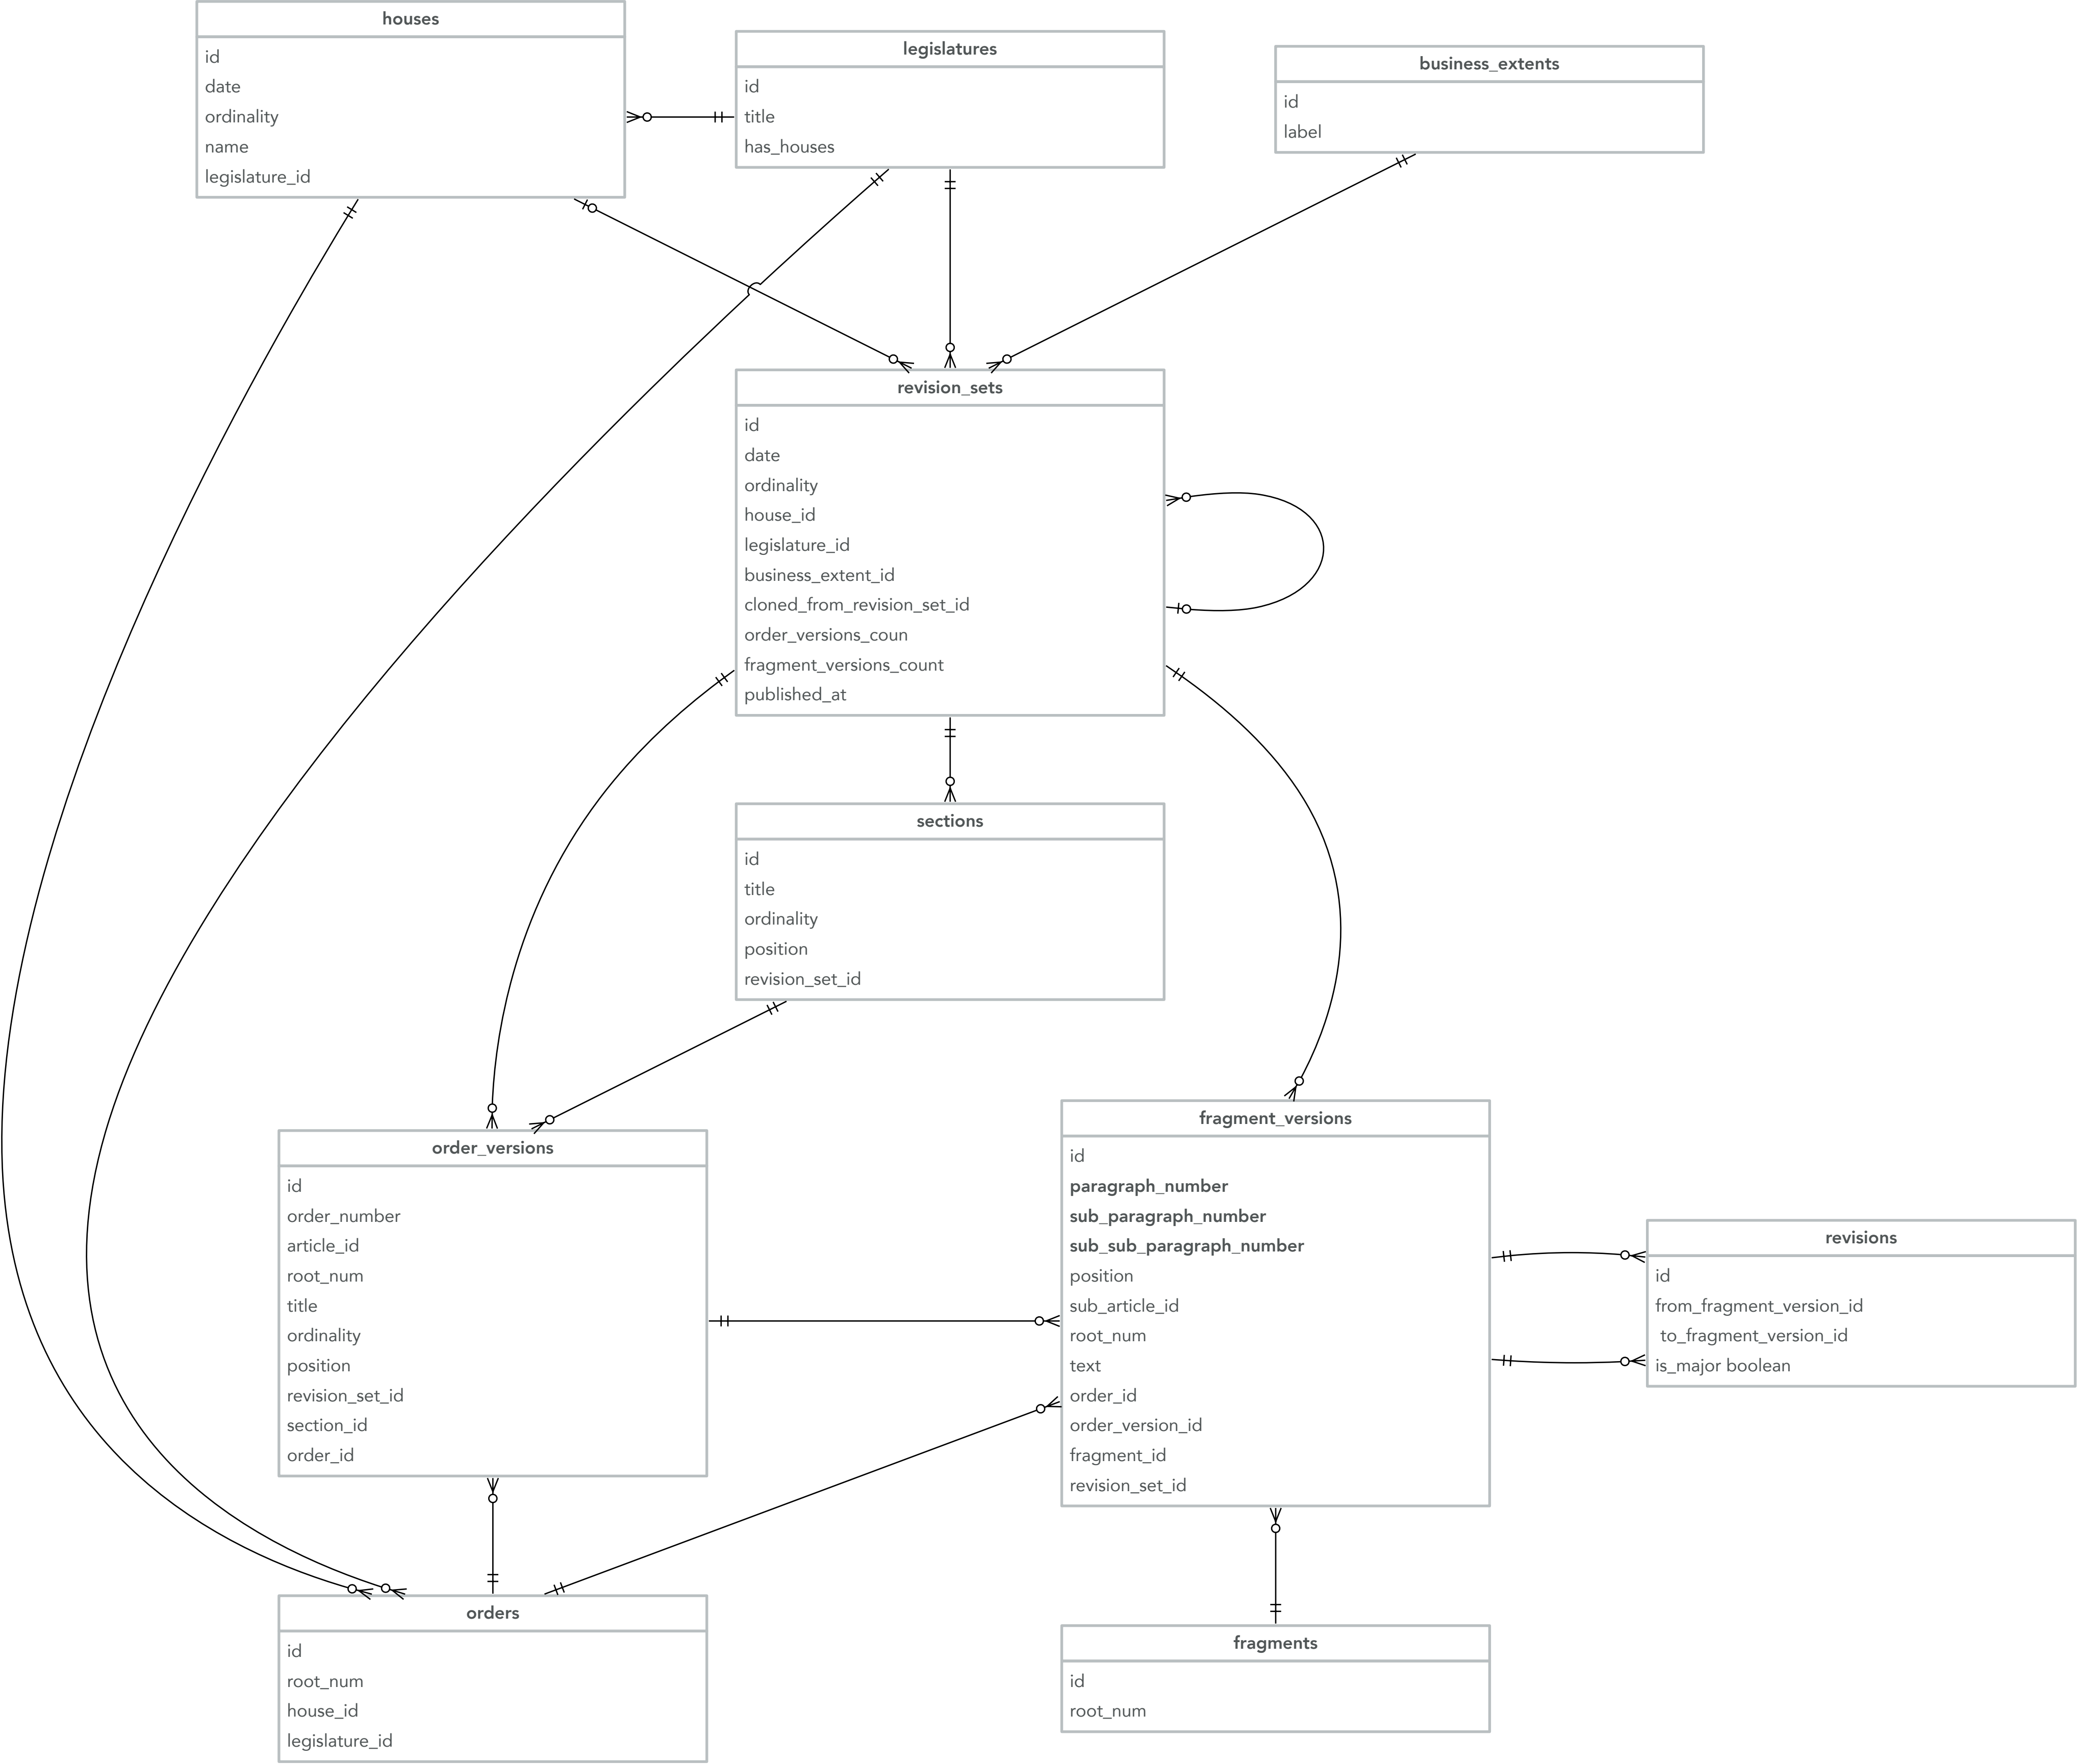 houses
id
date
ordinality
name
legislature_id
legislatures
id
title
has_houses
business_extents
id
label
revision_sets
id
date
ordinality
house_id
legislature_id
business_extent_id
cloned_from_revision_set_id
order_versions_coun
fragment_versions_count
published_at
sections
id
title
ordinality
position
revision_set_id
order_versions
id
order_number
article_id
root_num
title
ordinality
position
revision_set_id
section_id
order_id
fragment_versions
id
paragraph_number
sub_paragraph_number
sub_sub_paragraph_number
position
sub_article_id
root_num
text
order_id
order_version_id
fragment_id
revision_set_id
revisions
id
from_fragment_version_id
to_fragment_version_id
is_major boolean
orders
id
root_num
house_id
legislature_id
fragments
id
root_num